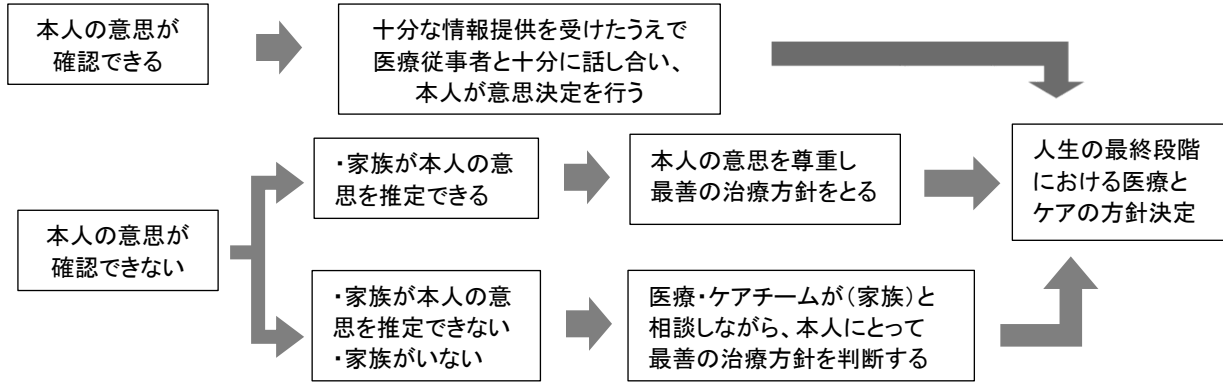 本人の意思が
確認できる
十分な情報提供を受けたうえで
医療従事者と十分に話し合い、
本人が意思決定を行う
・家族が本人の意
思を推定できる
本人の意思を尊重し
最善の治療方針をとる
人生の最終段階
における医療と
ケアの方針決定
本人の意思が
確認できない
・家族が本人の意
思を推定できない
・家族がいない
医療・ケアチームが(家族)と
相談しながら、本人にとって
最善の治療方針を判断する